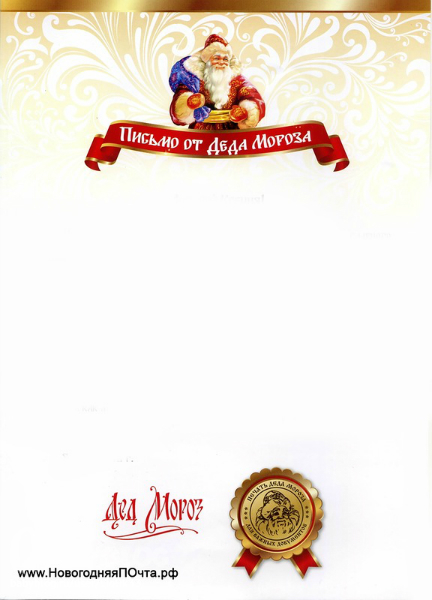 Письмо от Деда Мороза
Дед Мороз
ПЕЧАТЬ ДЕДА МОРОЗА
ДЛЯ ВАЖНЫХ ДОКУМЕНТОВ
www.НовогодняяПОчта.рф